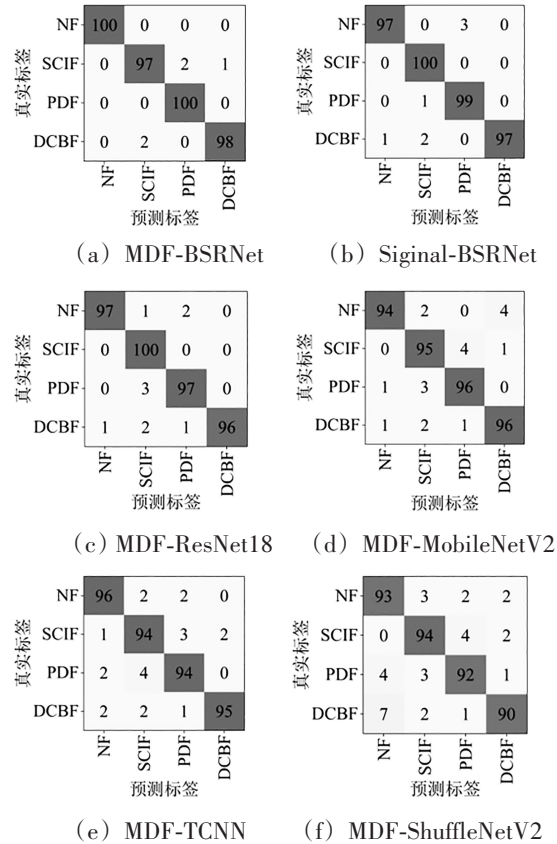 NF 100 0 0 0
SCIF 0 97 2 1
PDF 0 0 100 0
DCBF 0 2 0 98
真实标签
NF SCIF PDF DCBF
预测标签
(a) MDF-BSRNet
NF 97 0 3 0
SCIF 0 100 0 0
PDF 0 1 99 0
DCBF 1 2 0 97
真实标签
NF SCIF PDF DCBF
预测标签
(b) Siginal-BSRNet
NF 97 1 2 0
SCIF 0 100 0 0
PDF 0 3 97 0
DCBF 1 2 1 96
真实标签
NF SCIF PDF DCBF
预测标签
(c) MDF-ResNet18
NF 94 2 0 4
SCIF 0 95 4 1
PDF 1 3 96 0
DCBF 1 2 1 96
真实标签
NF SCIF PDF DCBF
预测标签
(d) MDF-MobileNetV2
NF 96 2 2 0
SCIF 1 94 3 2
PDF 2 4 94 0
DCBF 2 2 1 95
真实标签
NF SCIF PDF DCBF
预测标签
(e) MDF-TCNN
NF 93 3 2 2
SCIF 0 94 4 2
PDF 4 3 92 1
DCBF 7 2 1 90
真实标签
NF SCIF PDF DCBF
预测标签
(f) MDF-ShuffleNetV2